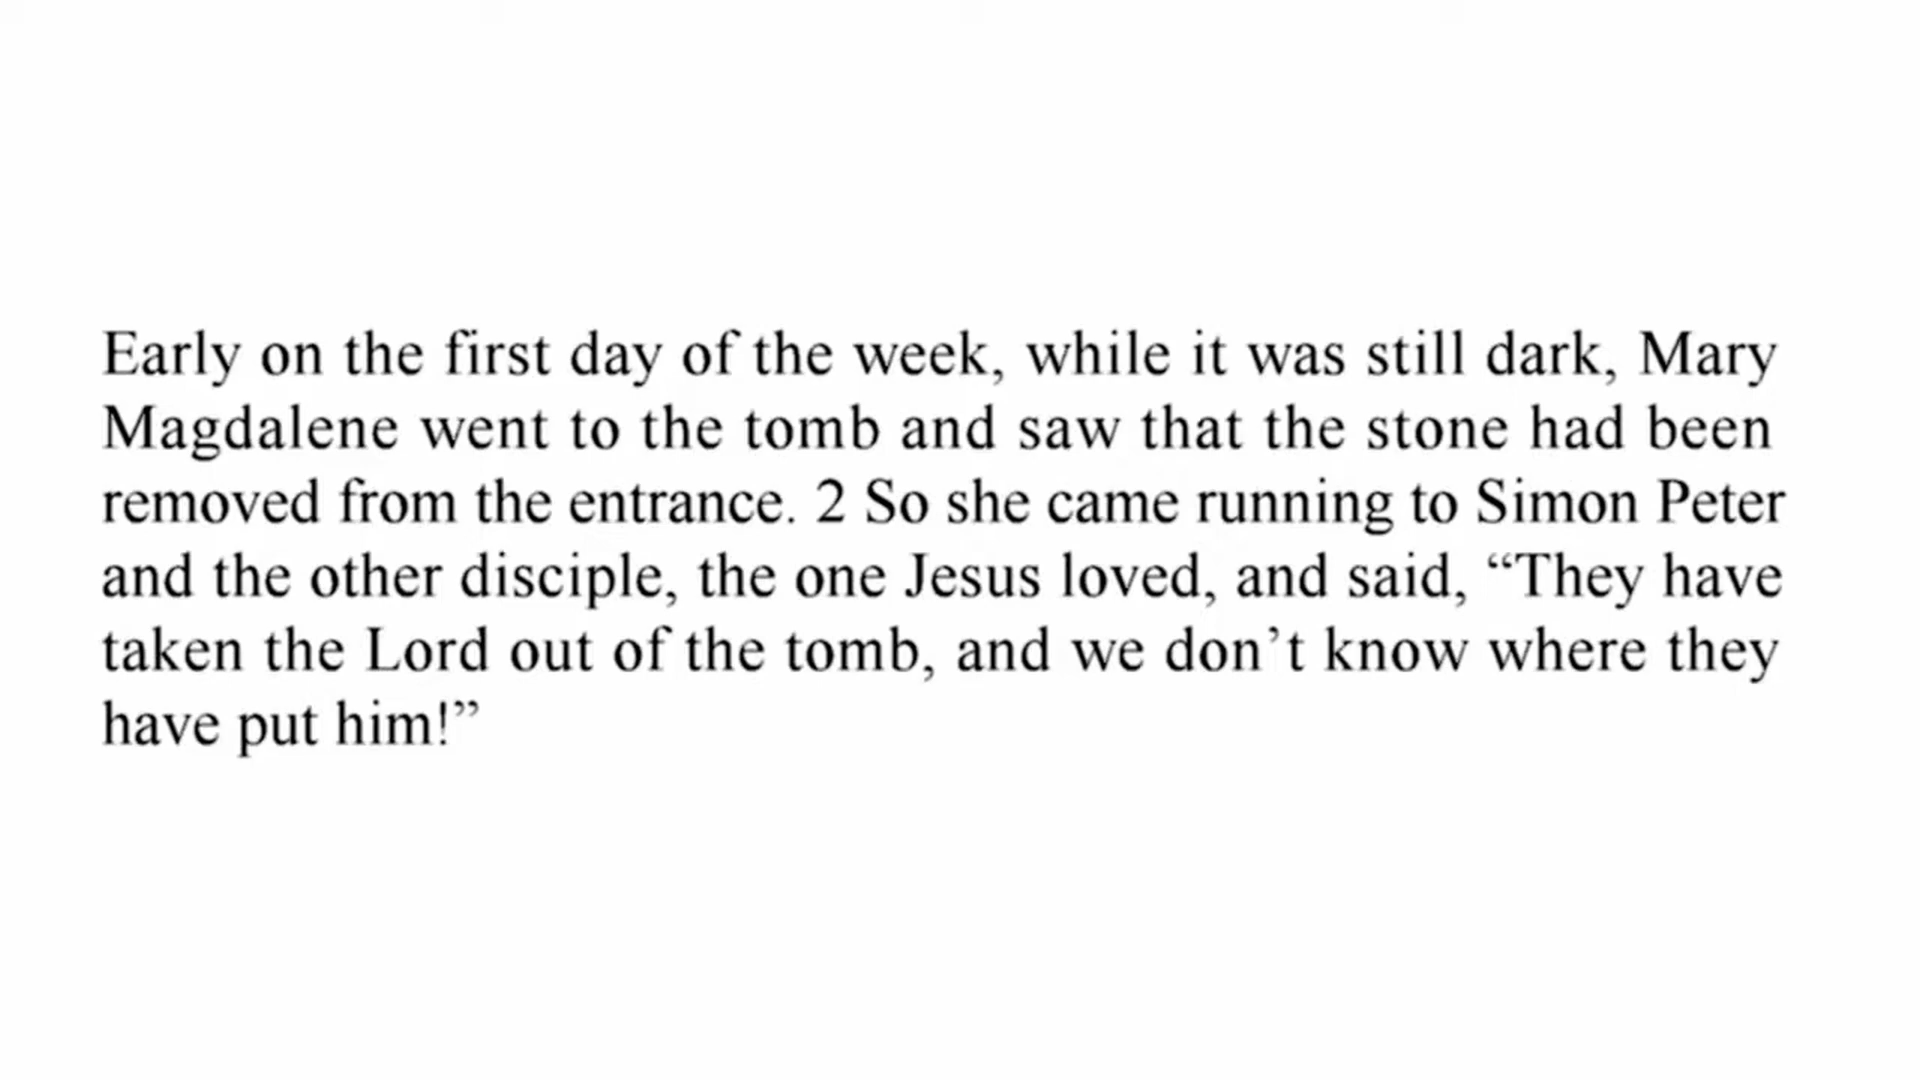 Early on the first day of the week, while it was still dark, Mary
Magdalene went to the tomb and saw that the stone had been
removed from the entrance. 2 So she came running to Simon Peter
and the other disciple, the one Jesus loved, and said, “They have
taken the Lord out of the tomb, and we don’t know where they
have put him!”